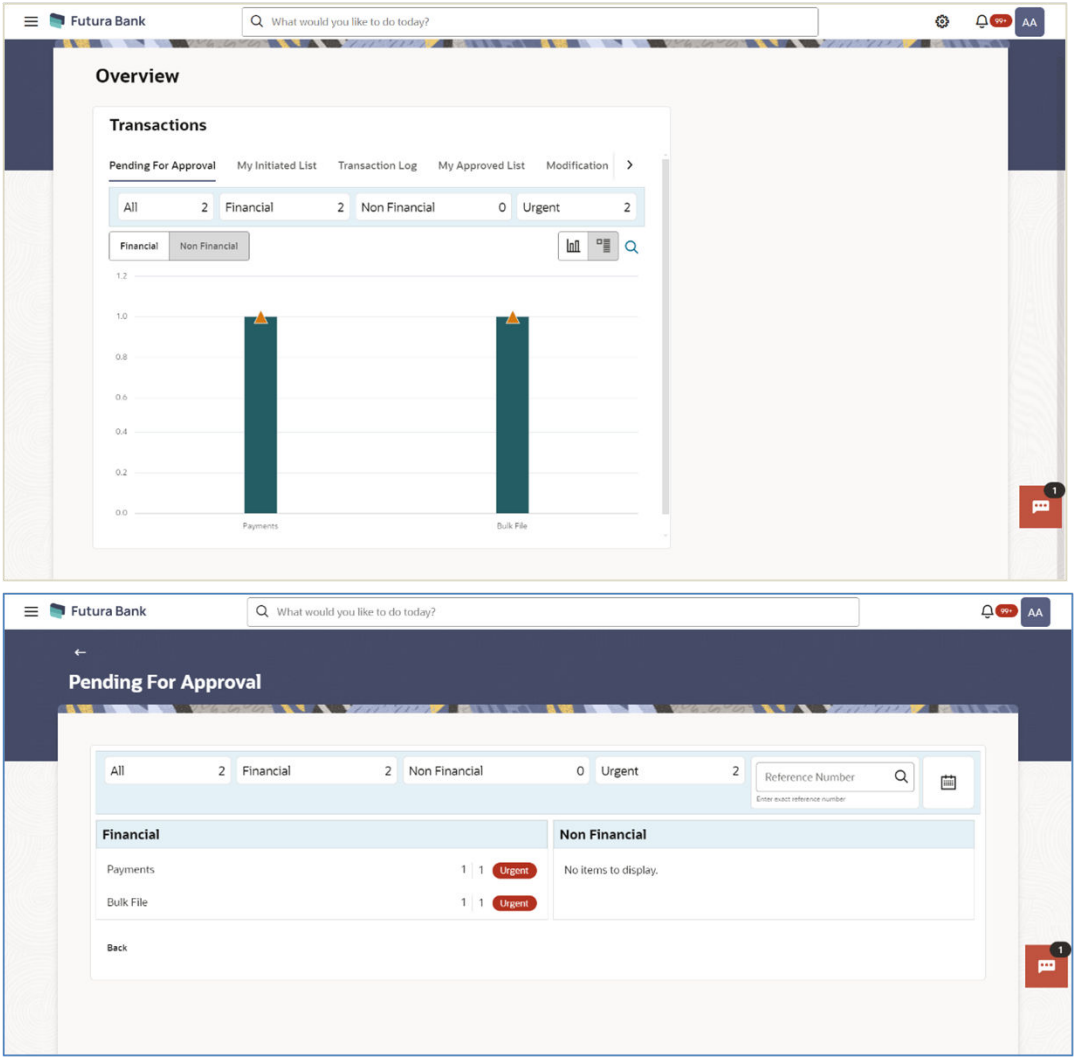 Futura Bank What would you like to do today? 99+ AA
Overview
Transactions
Pending For Approval My Initiated List Transaction Log My Approved List Modification
All 2 Financial 2 Non Financial 0 Urgent 2
Financial Non Financial
1.2
1.0
0.8
0.6
0.4
0.2
0.0
Payments Bulk File
1
Futura Bank What would you like to do today? 99+ AA
Pending For Approval
All 2 Financial 2 Non Financial 0 Urgent 2 Reference Number
Enter exact reference number
Financial Non Financial
Payments 1 1 Urgent No items to display.
Bulk File 1 1 Urgent
Back
1